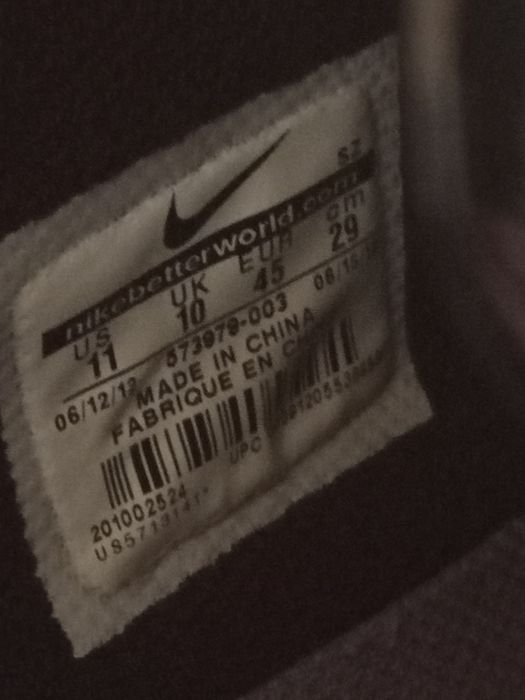 SZ
nikebetterworld.com
US UK EUR cm
11 10 45 29
06/12/12 573979-003
MADE IN CHINA
FABRIQUE EN
UPC
201002524